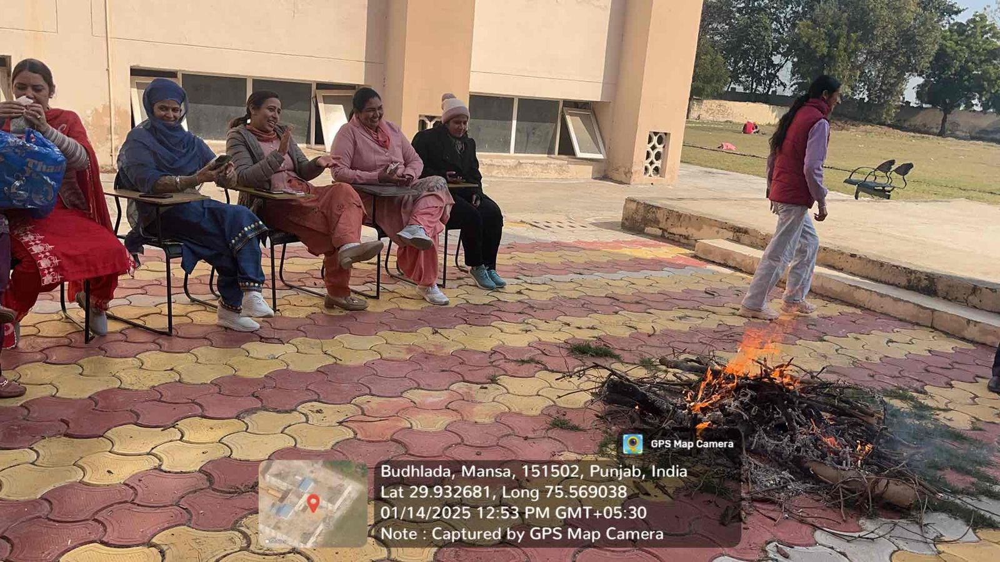 Thau
GPS Map Camera
Budhlada, Mansa, 151502, Punjab, India
Lat 29.932681, Long 75.569038
01/14/2025 12:53 PM GMT+05:30
Note : Captured by GPS Map Camera